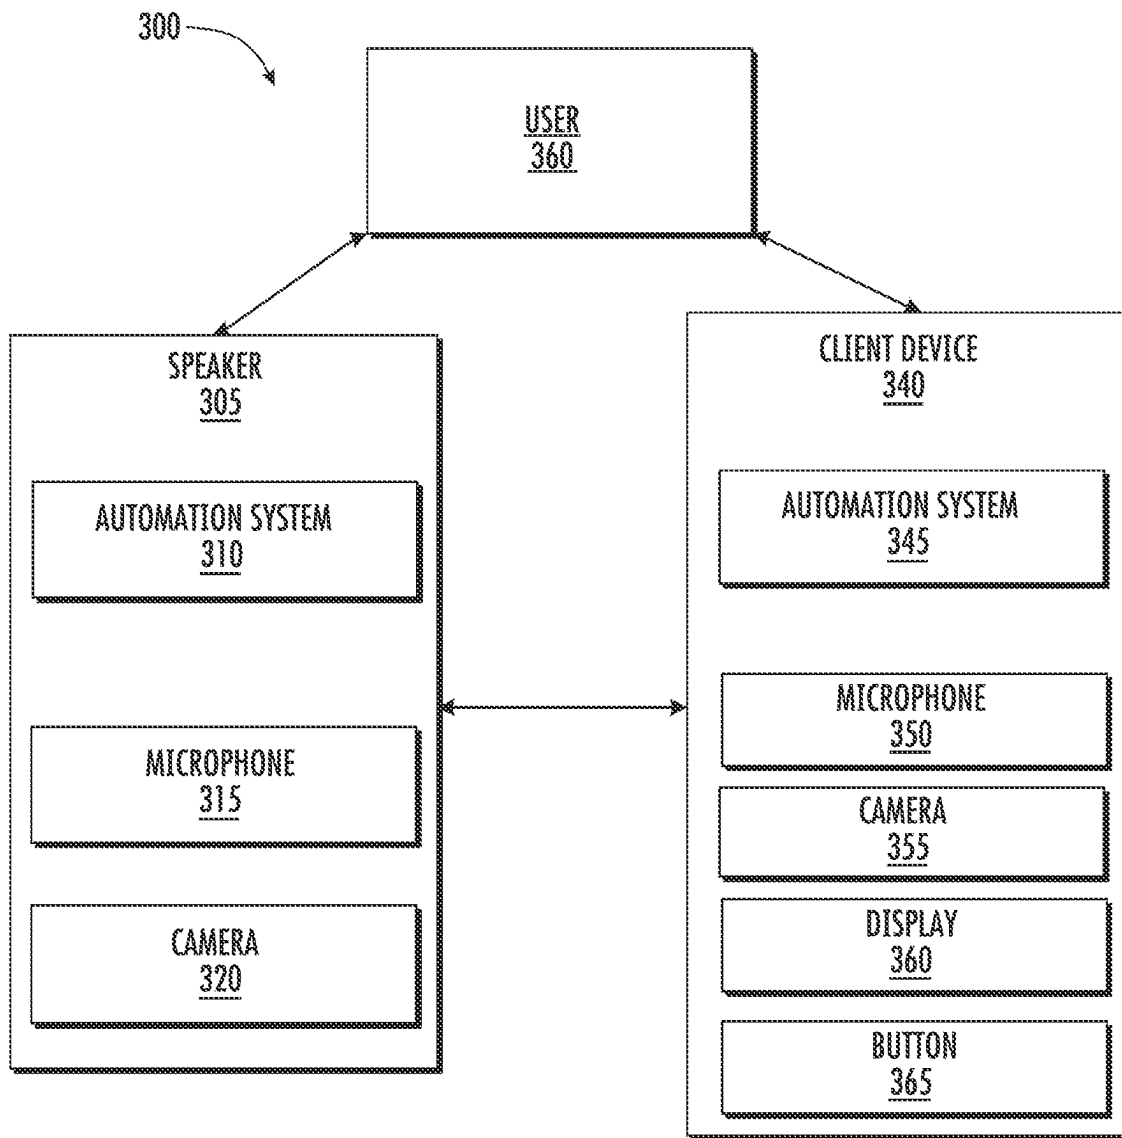 300
USER
360
SPEAKER
305
AUTOMATION SYSTEM
310
MICROPHONE
315
CAMERA
320
CLIENT DEVICE
340
AUTOMATION SYSTEM
345
MICROPHONE
350
CAMERA
355
DISPLAY
360
BUTTON
365